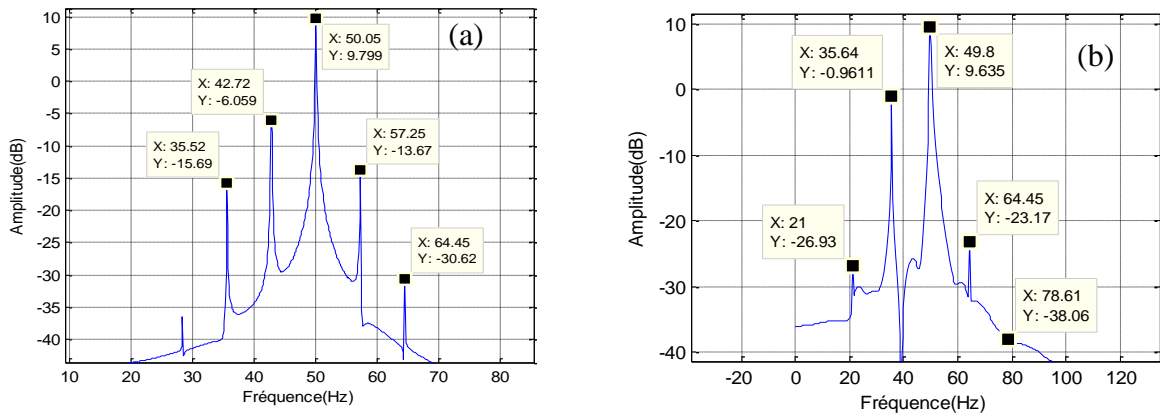 (a)
X: 50.05
Y: 9.799
X: 42.72
Y: -6.059
X: 35.52
Y: -15.69
X: 57.25
Y: -13.67
X: 64.45
Y: -30.62
10
5
0
-5
-10
-15
-20
-25
-30
-35
-40
Amplitude(dB)
10 20 30 40 50 60 70 80
Fréquence(Hz)
(b)
X: 35.64
Y: -0.9611
X: 49.8
Y: 9.635
X: 64.45
Y: -23.17
X: 21
Y: -26.93
X: 78.61
Y: -38.06
10
0
-10
-20
-30
-40
Amplitude(dB)
-20 0 20 40 60 80 100 120
Fréquence(Hz)